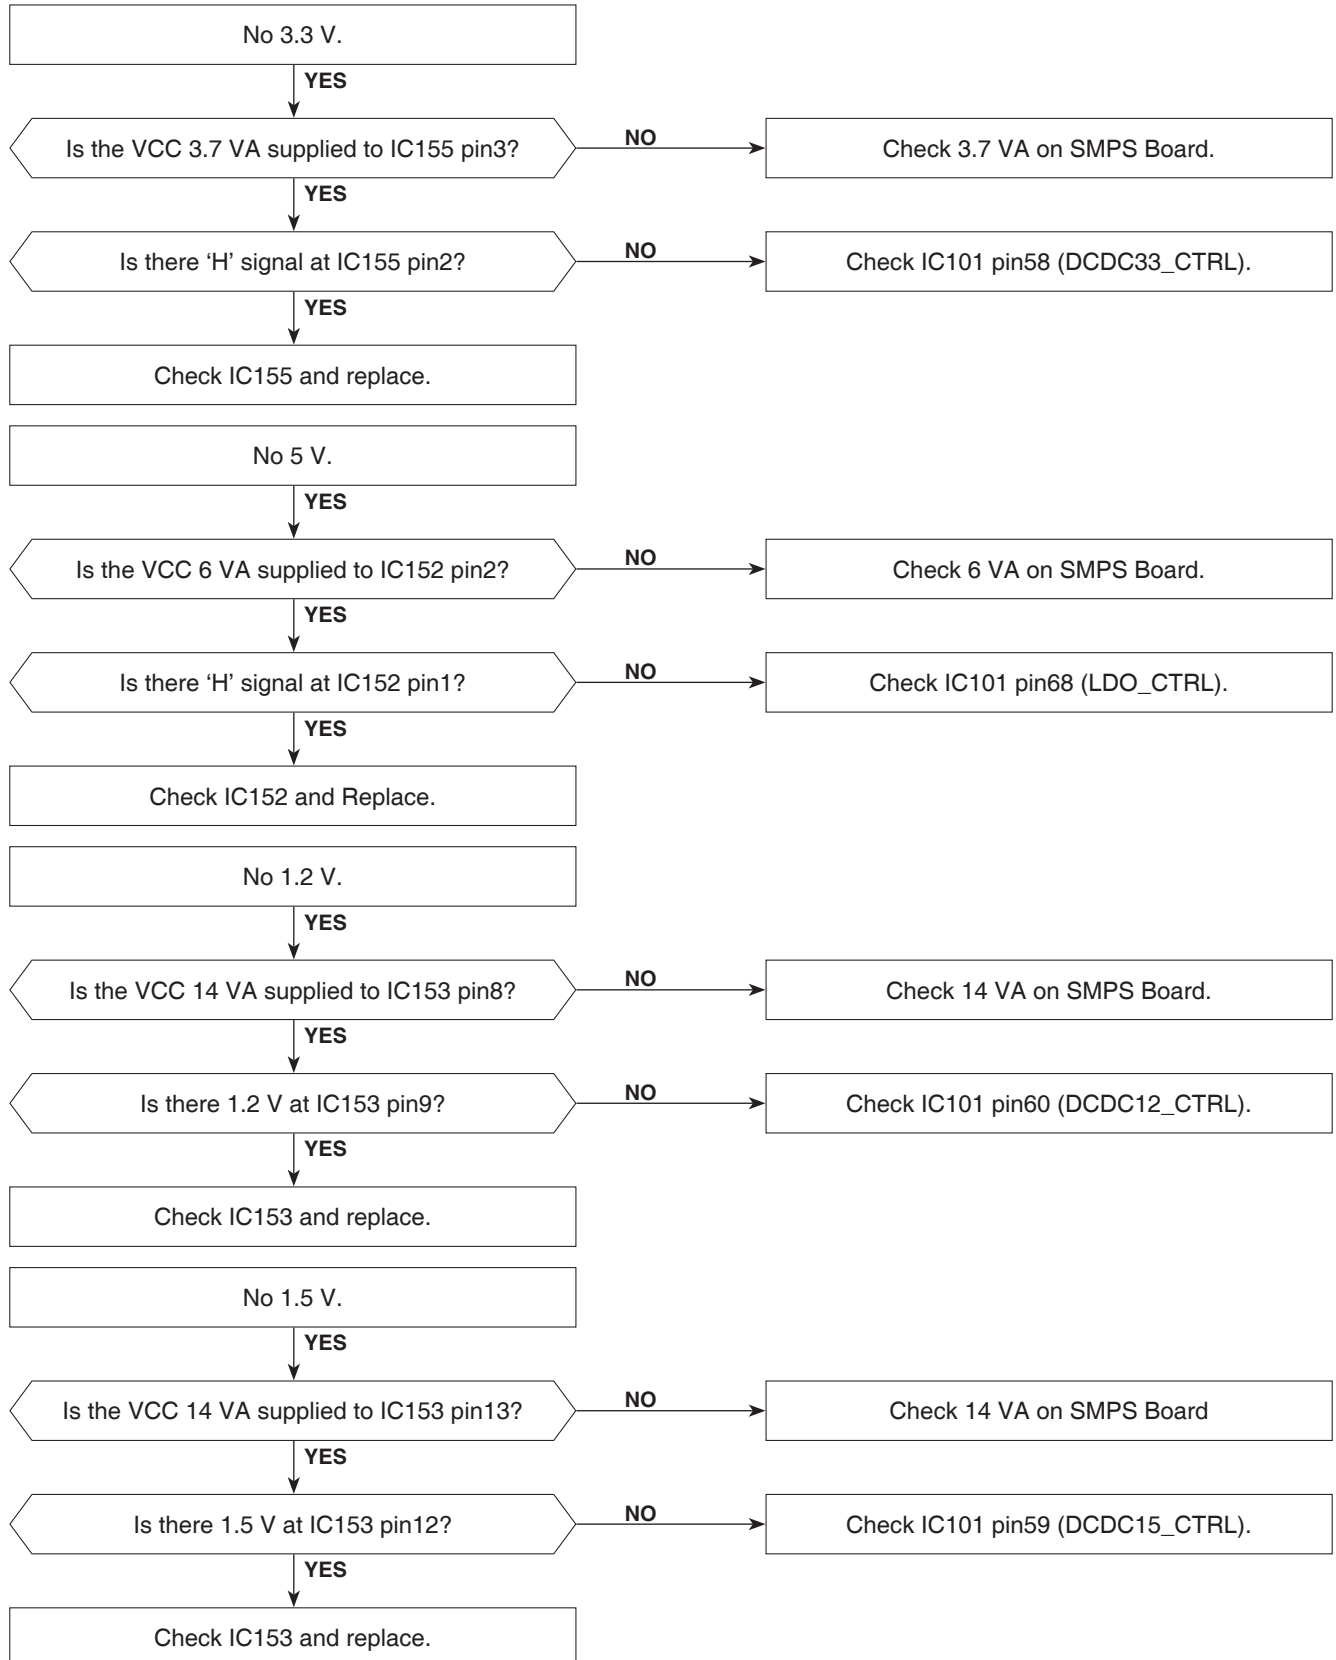 No 3.3 V.
YES
Is the VCC 3.7 VA supplied to IC155 pin3?
NO
Check 3.7 VA on SMPS Board.
YES
Is there ‘H’ signal at IC155 pin2?
NO
Check IC101 pin58 (DCDC33_CTRL).
YES
Check IC155 and replace.
No 5 V.
YES
Is the VCC 6 VA supplied to IC152 pin2?
NO
Check 6 VA on SMPS Board.
YES
Is there ‘H’ signal at IC152 pin1?
NO
Check IC101 pin68 (LDO_CTRL).
YES
Check IC152 and Replace.
No 1.2 V.
YES
Is the VCC 14 VA supplied to IC153 pin8?
NO
Check 14 VA on SMPS Board.
YES
Is there 1.2 V at IC153 pin9?
NO
Check IC101 pin60 (DCDC12_CTRL).
YES
Check IC153 and replace.
No 1.5 V.
YES
Is the VCC 14 VA supplied to IC153 pin13?
NO
Check 14 VA on SMPS Board
YES
Is there 1.5 V at IC153 pin12?
NO
Check IC101 pin59 (DCDC15_CTRL).
YES
Check IC153 and replace.